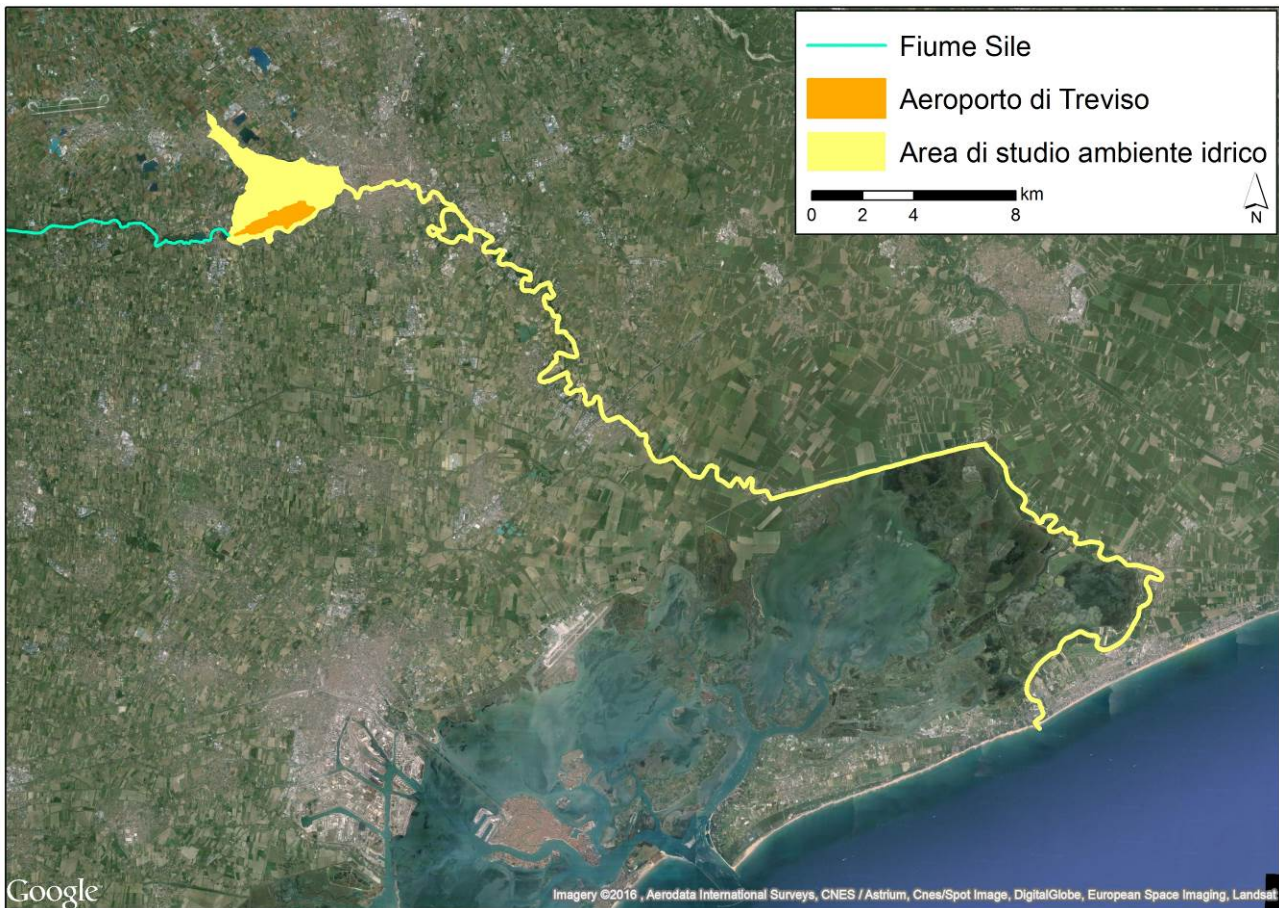 Fiume Sile
Aeroporto di Treviso
Area di studio ambiente idrico
km
0 2 4 8
N
Google
Imagery ©2016 , Aerodata International Surveys, CNES / Astrium, Cnes/Spot Image, DigitalGlobe, European Space Imaging, Landsat